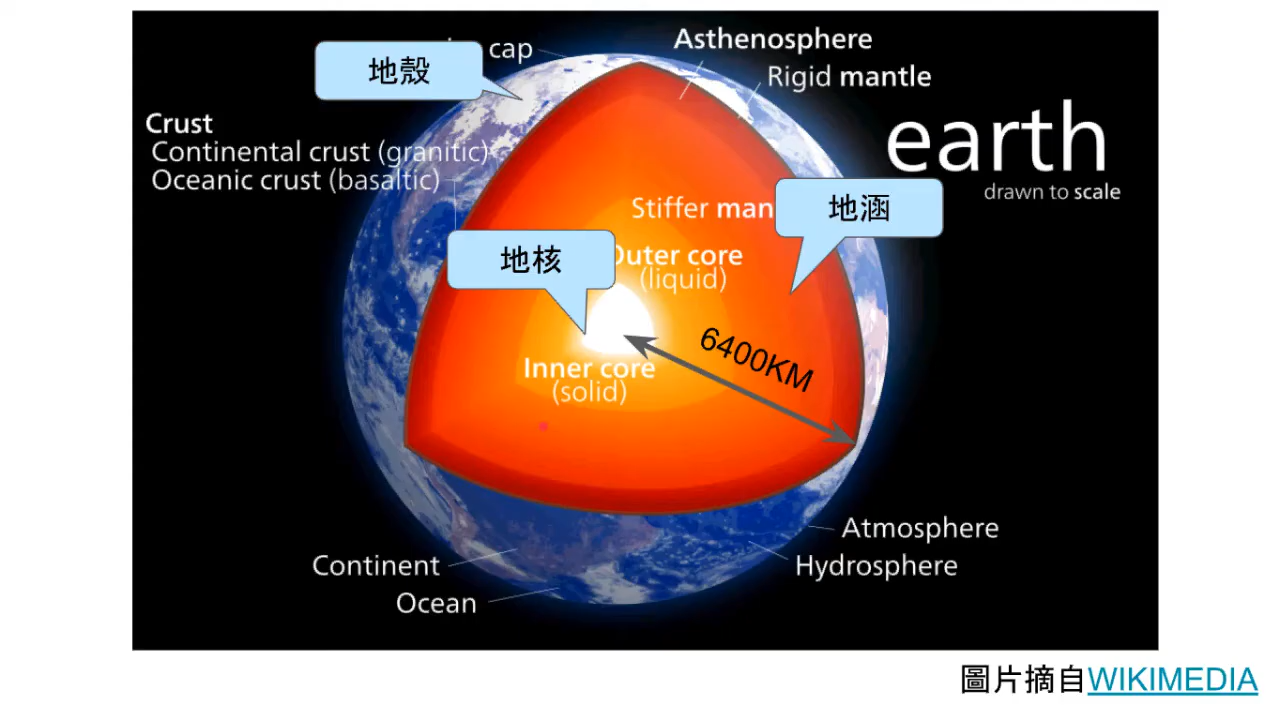 Asthenosphere
cap
地殼
Rigid mantle
earth
drawn to scale
Crust
Continental crust (granitic)
Oceanic crust (basaltic)
Stiffer man
地涵
地核
Outer core
(liquid)
6400KM
Inner core
(solid)
Atmosphere
Hydrosphere
Continent
Ocean
圖片摘自WIKIMEDIA